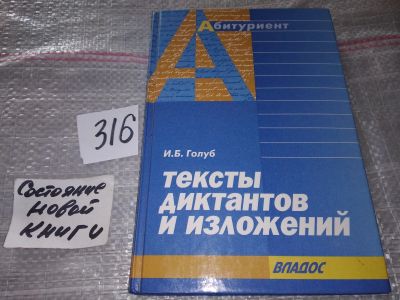 Абитуриент
316
И.Б. Голуб
ТЕКСТЫ
ДИКТАНТОВ
И ИЗЛОЖЕНИЙ
Состояние
новой
книги
ВЛАДОС